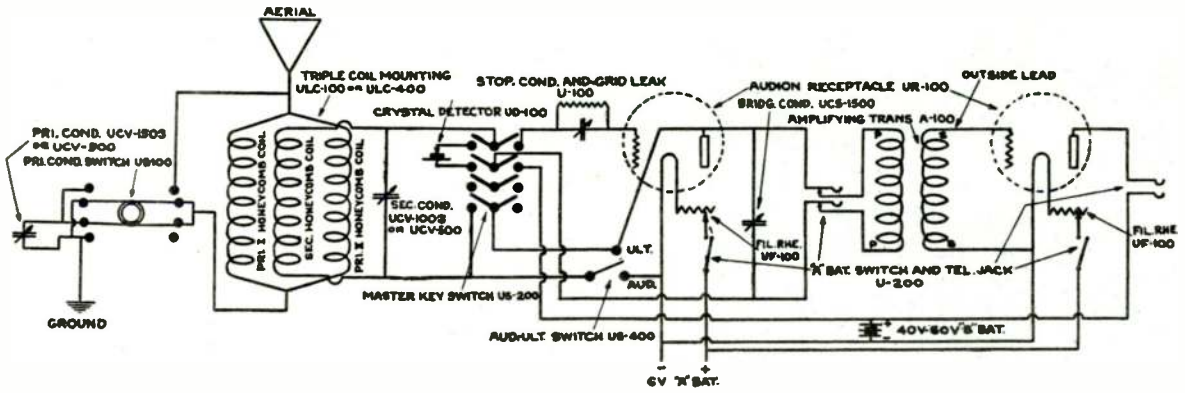 AERIAL
TRIPLE COIL MOUNTING
ULC-100 OR ULC-400
STOP. COND. AND-GRID LEAK
U-100
CRYSTAL DETECTOR UD-100
AUDION RECEPTACLE UR-100
BRIDG. COND. UCS-1500
AMPLIFYING TRANS A-100
OUTSIDE LEAD
PRI. COND. UCV-1503
OR UCV-500
PRI. COND. SWITCH US100
PRI. I HONEYCOMB COIL
SEC. HONEYCOMB COIL
PRI. II HONEYCOMB COIL
SEC. COND.
UCV-1003
OR UCV-500
P
S
P
S
FIL. RHE.
UF-100
FIL. RHE
UF-100
ULT.
AUD.
"A" BAT. SWITCH AND TEL. JACK
U-200
MASTER KEY SWITCH US-200
AUD-ULT. SWITCH US-400
GROUND
+
-
40V-60V "B" BAT.
- +
6V "A" BAT.